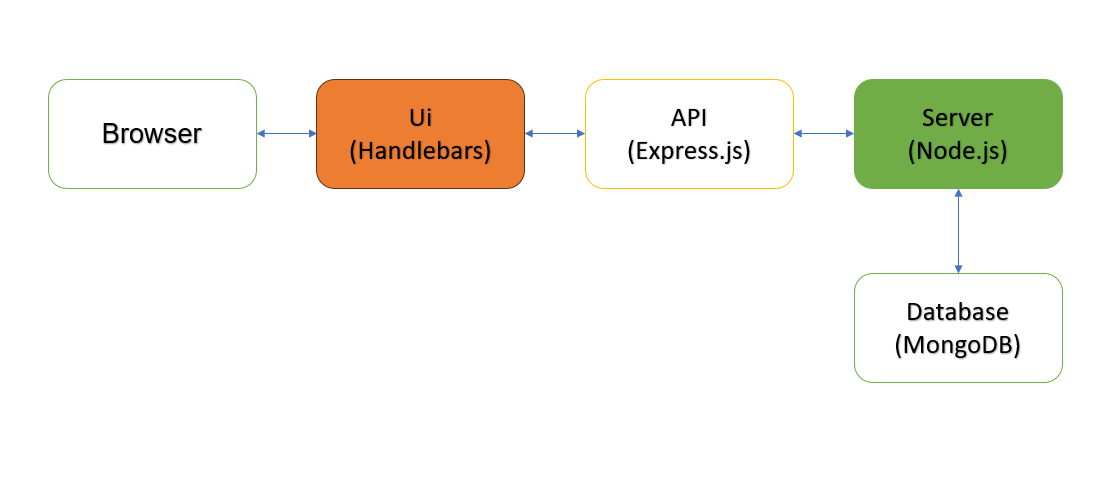 Browser
Ui
(Handlebars)
API
(Express.js)
Server
(Node.js)
Database
(MongoDB)